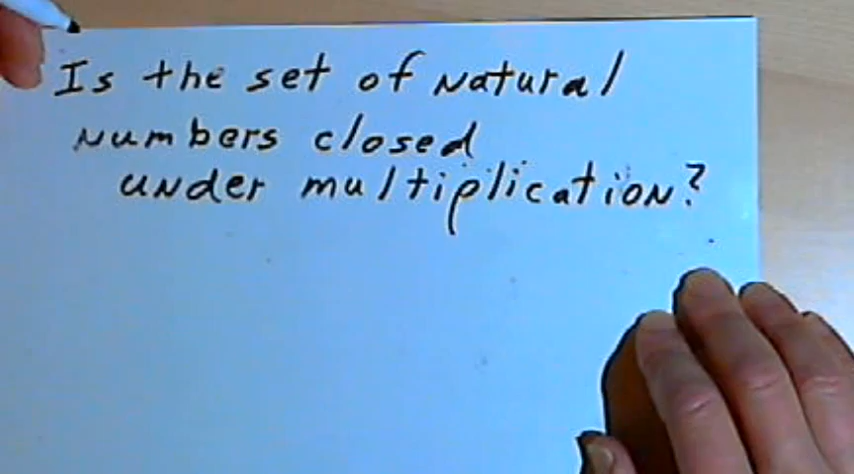 Is the set of natural
numbers closed
under multiplication?